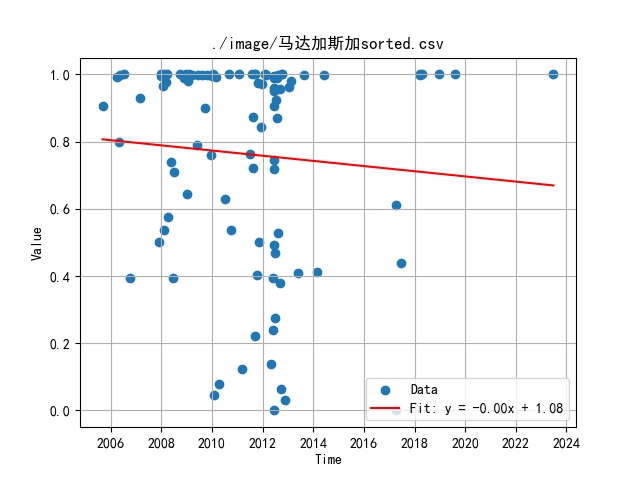 ./image/马达加斯加sorted.csv
1.0
0.8
0.6
0.4
0.2
0.0
Value
2006 2008 2010 2012 2014 2016 2018 2020 2022 2024
Time
Data
Fit: y = -0.00x + 1.08